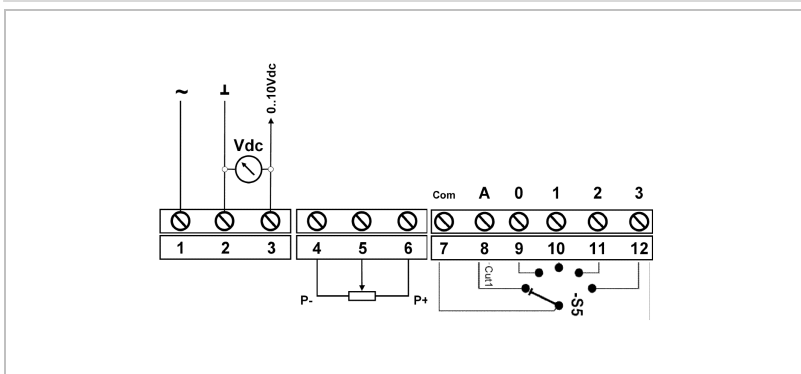 ~ ⊥ 0..10Vdc
Vdc
Com A 0 1 2 3
1 2 3 4 5 6 7 8 9 10 11 12
Cut1
-S5
P- P+